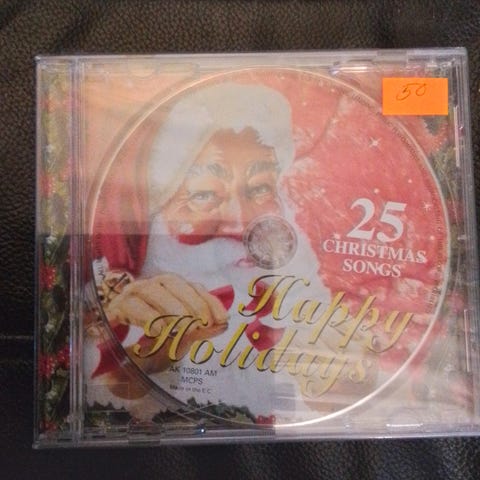 50
25
CHRISTMAS
SONGS
Happy
Holidays
AK 10801 AM
MCPS
Made in the E.C.